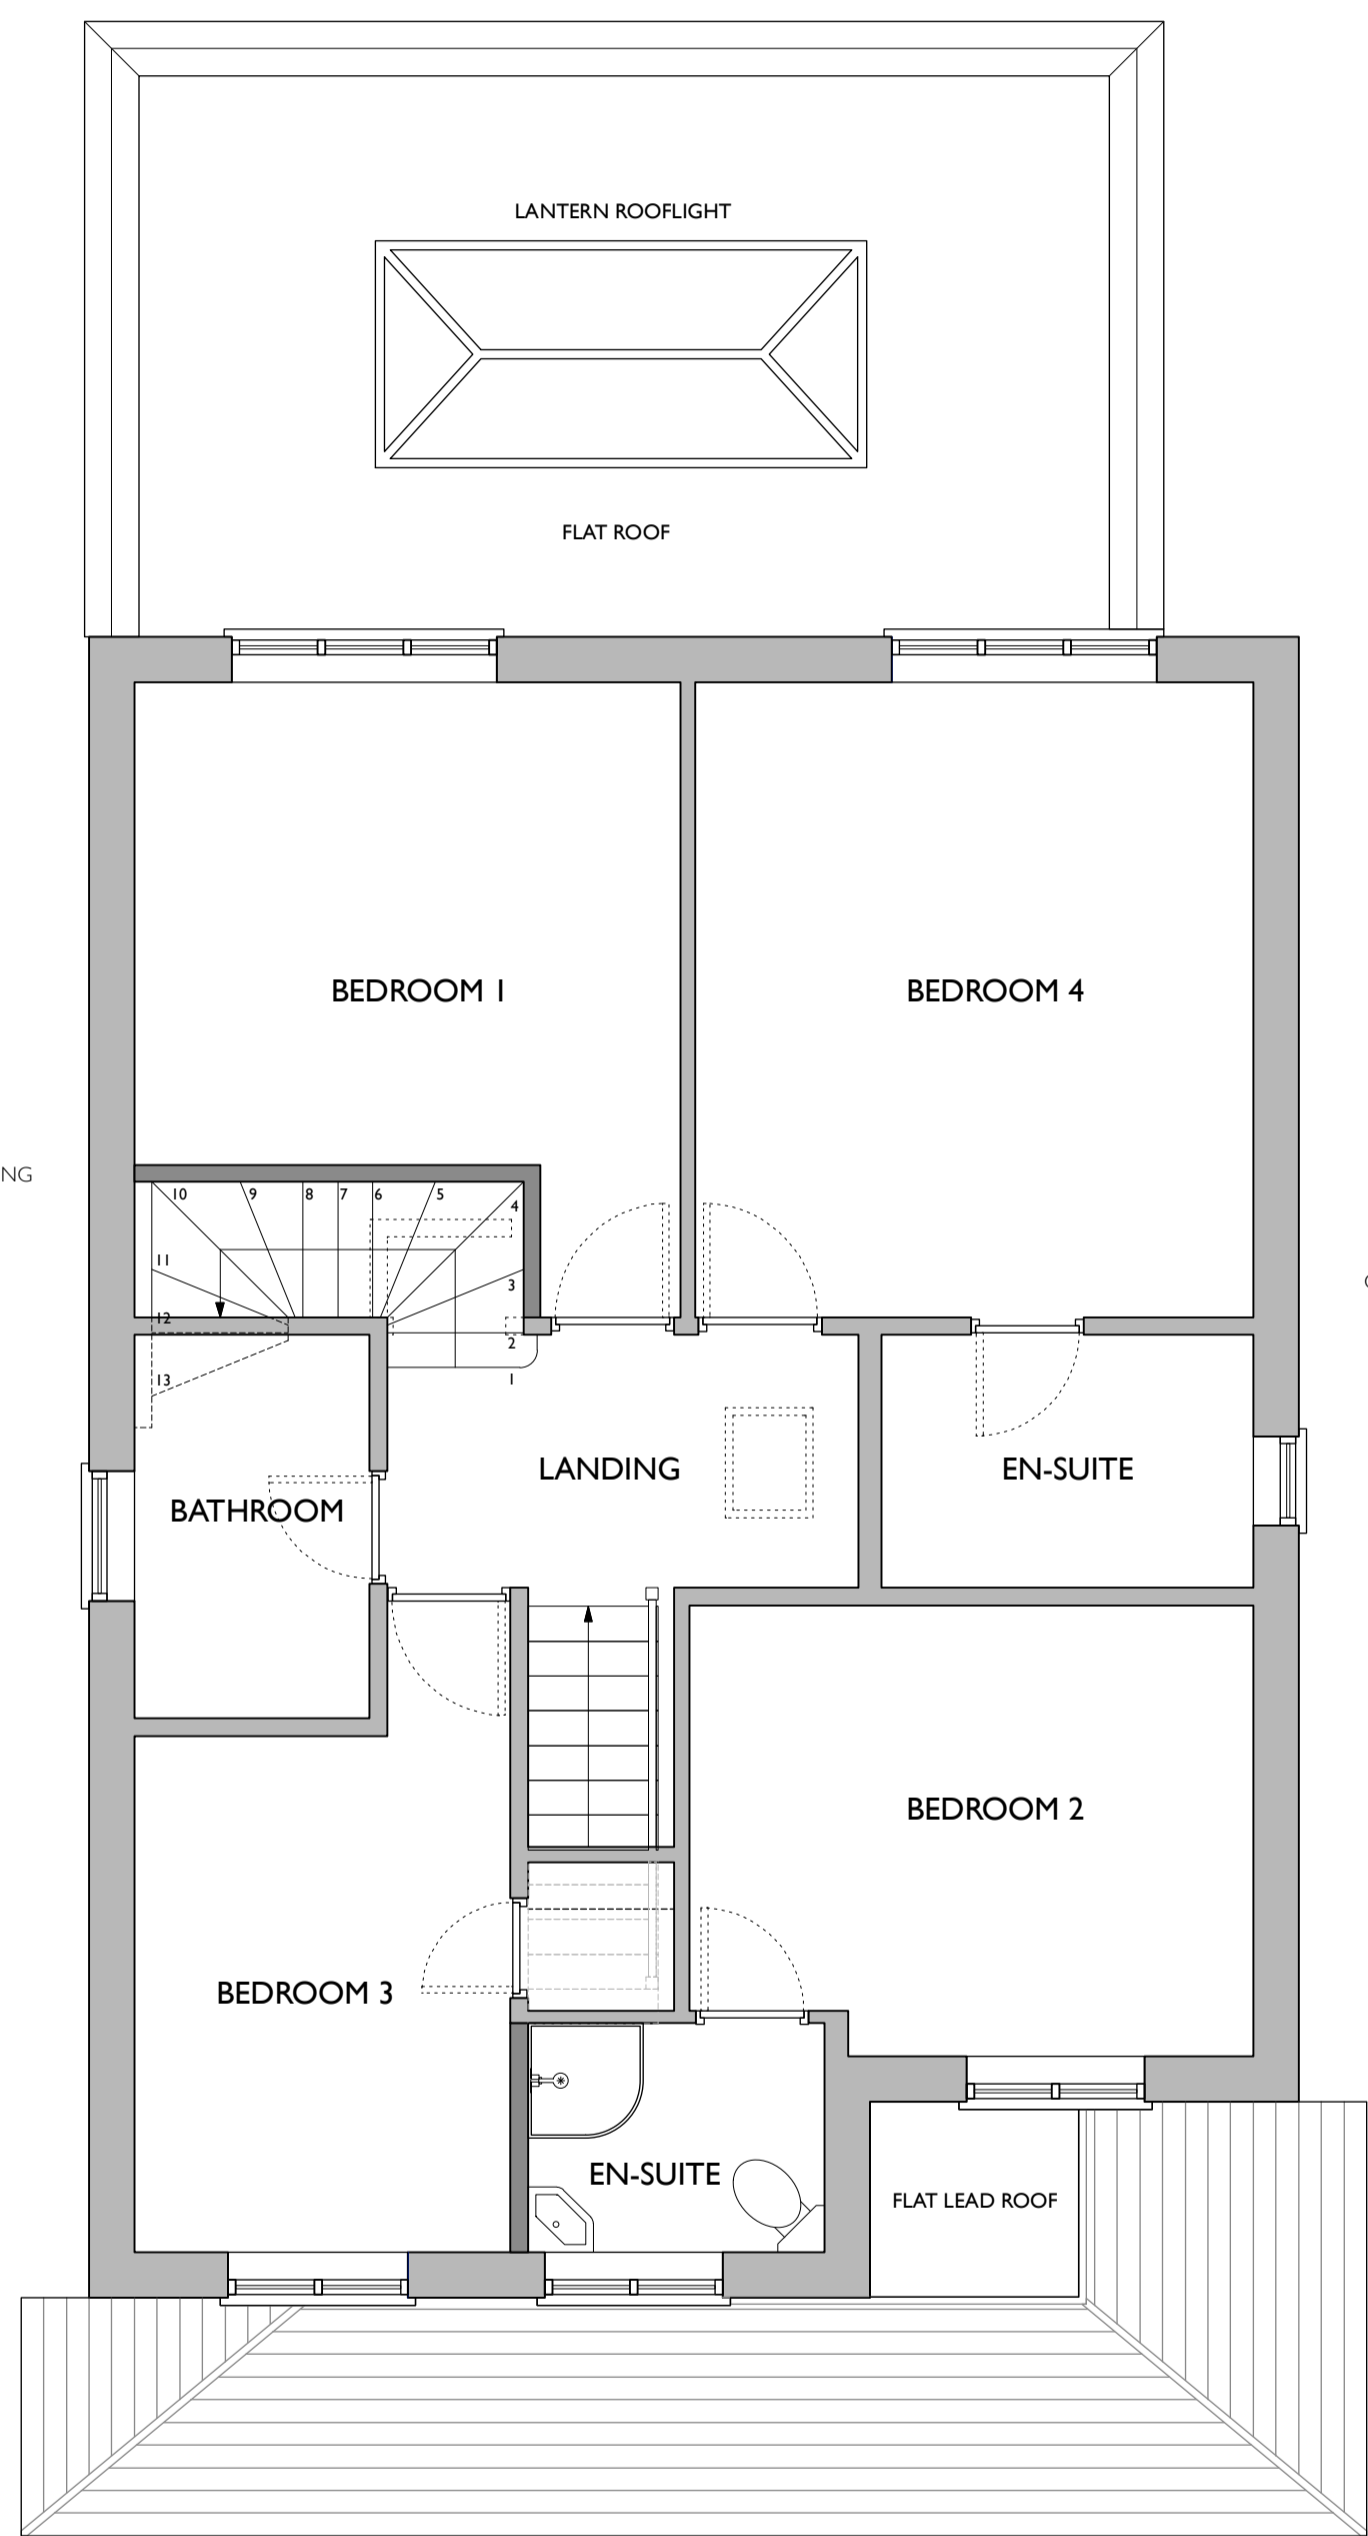 LANTERN ROOFLIGHT
FLAT ROOF
BEDROOM 1
BEDROOM 4
NG
10 9 8 7 6 5 4
11
3
12
2
13
1
LANDING
EN-SUITE
BATHROOM
BEDROOM 2
BEDROOM 3
EN-SUITE
FLAT LEAD ROOF